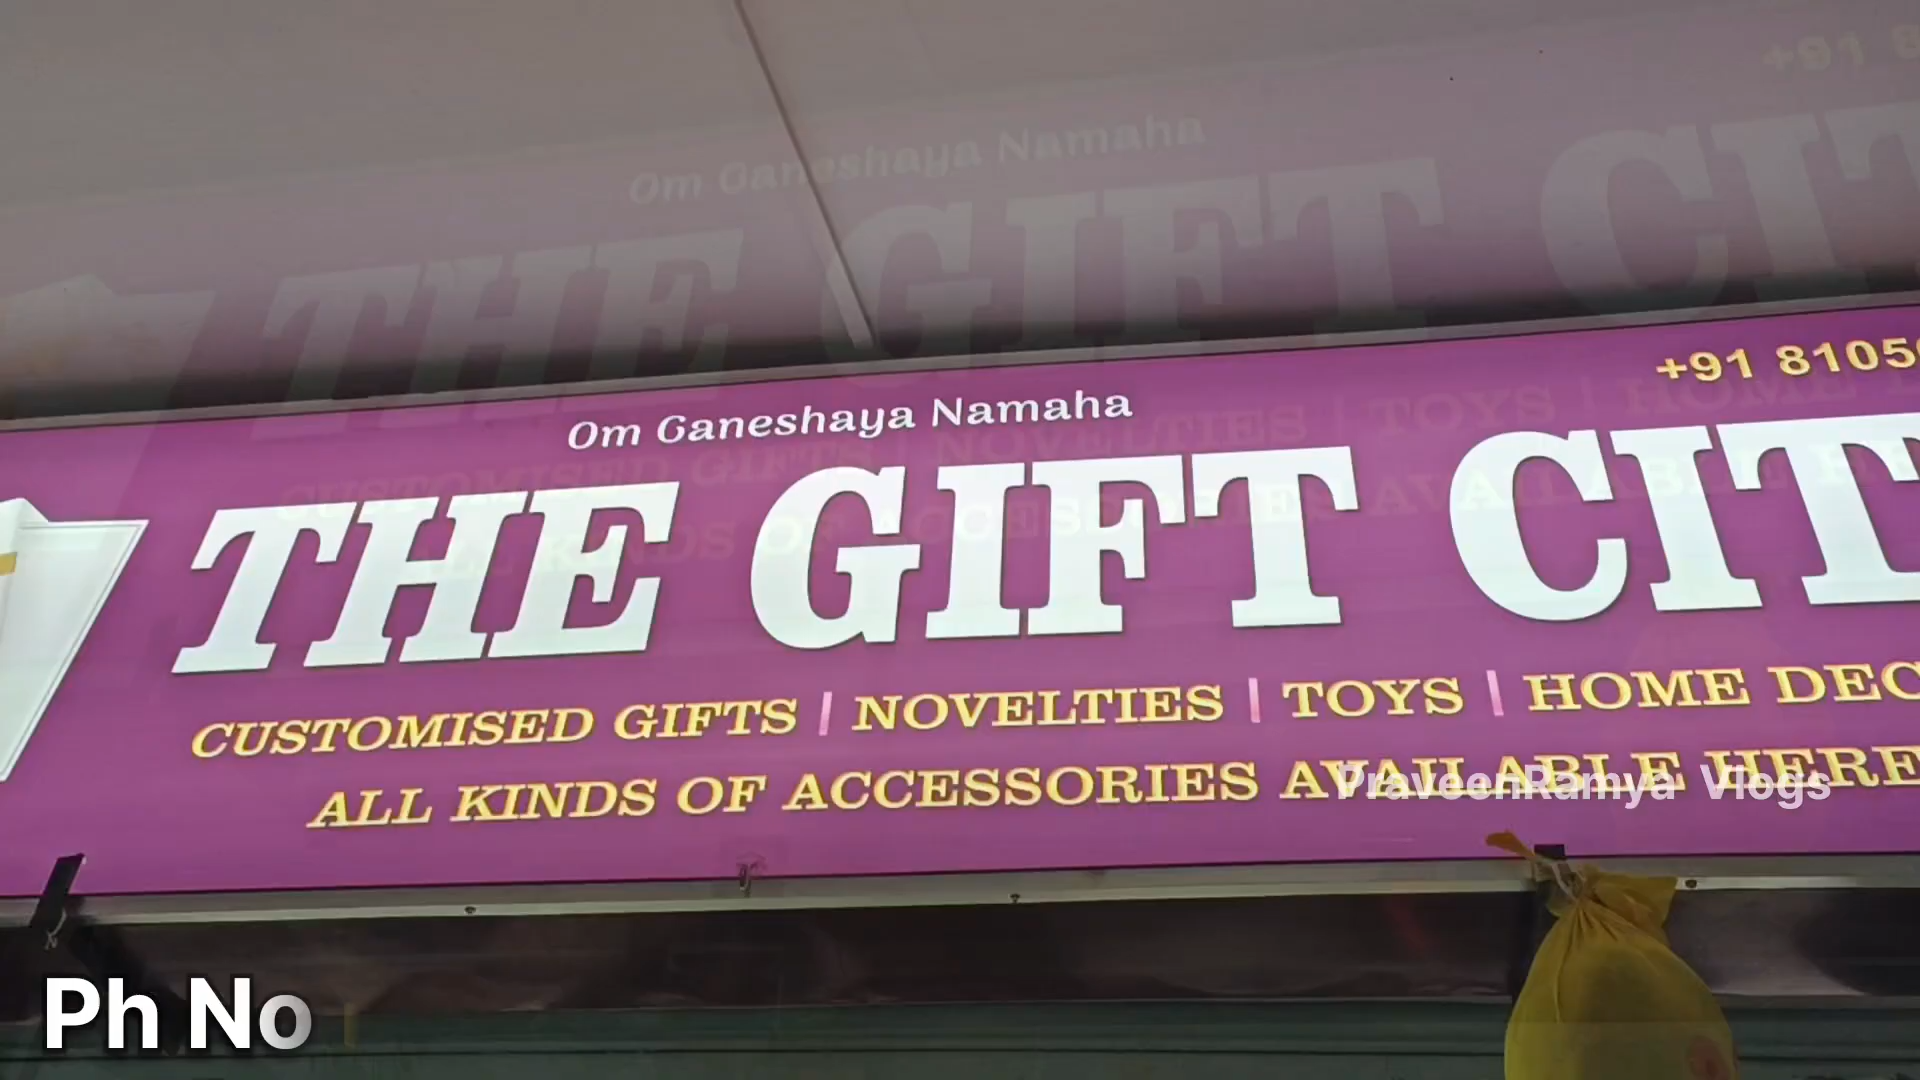 Om Ganeshaya Namaha
+91 8105
THE GIFT CIT
CUSTOMISED GIFTS | NOVELTIES | TOYS | HOME DEC
ALL KINDS OF ACCESSORIES AVAILABLE HERE
PraveenRamya Vlogs
Ph No